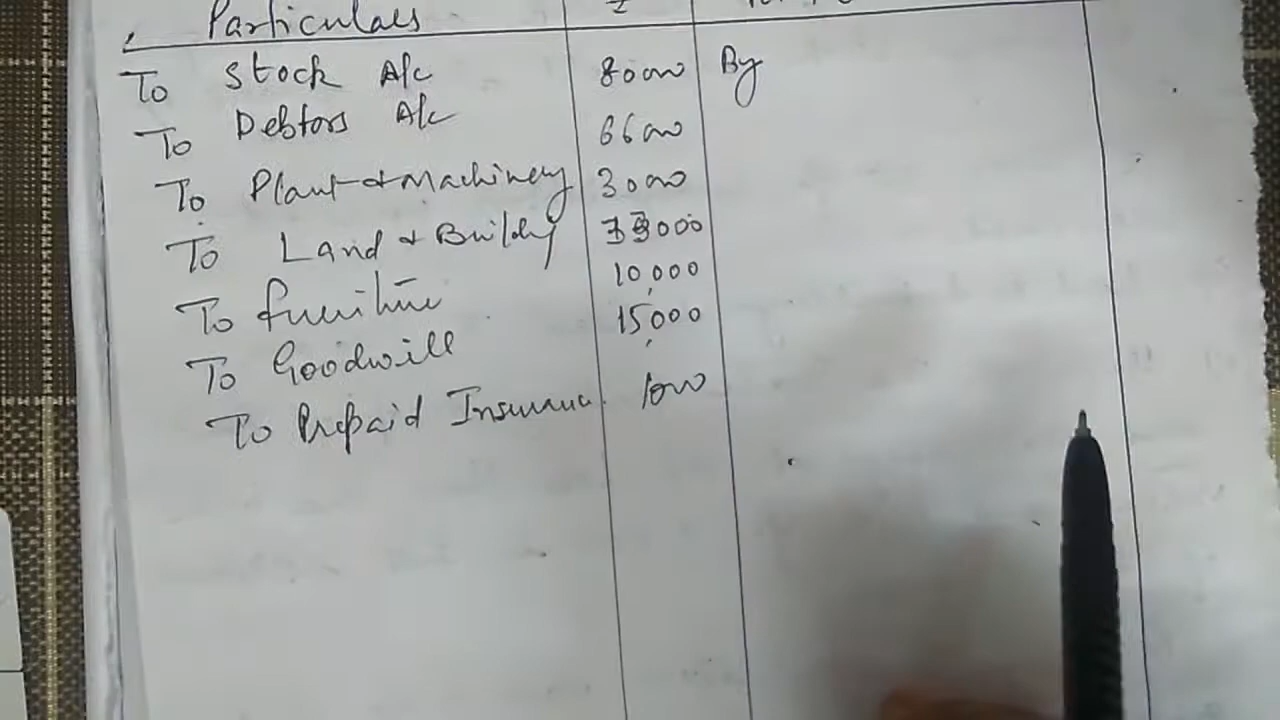 Particulars ₹
To Stock A/c 8000 By
To Debtors A/c 6600
To Plant & Machinery 3000
To Land & Building
To furniture 10,000
To Goodwill 15,000
To Prepaid Insurance